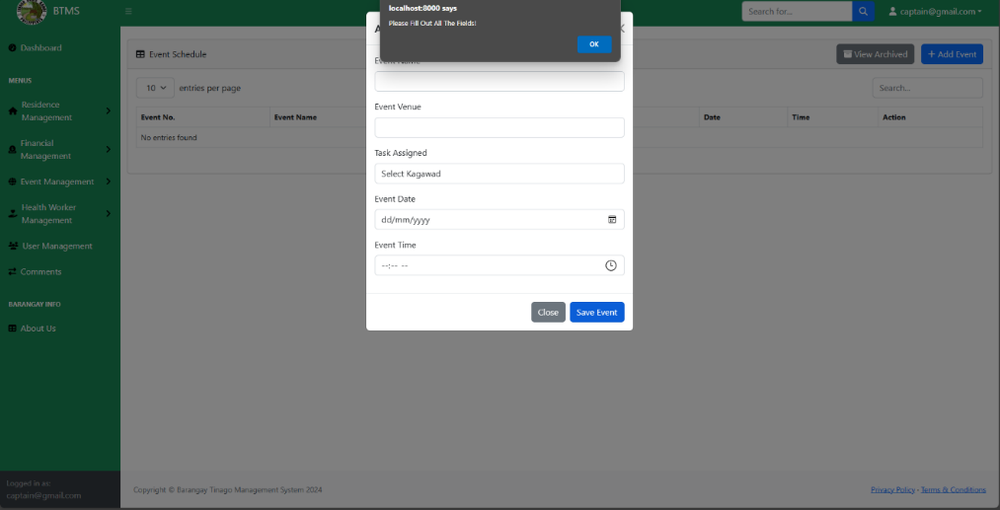 BTMS
Search for...
captain@gmail.com
localhost:8000 says
Please Fill Out All The Fields!
OK
Dashboard
MENUS
Residence
Management
Financial
Management
Event Management
Health Worker
Management
User Management
Comments
BARANGAY INFO
About Us
Logged in as:
captain@gmail.com
Event Schedule
View Archived
+ Add Event
10 entries per page
Search...
Event No. Event Name Date Time Action
No entries found
Event Name
Event Venue
Task Assigned
Select Kagawad
Event Date
dd/mm/yyyy
Event Time
--:-- --
Close Save Event
Copyright © Barangay Tinago Management System 2024
Privacy Policy · Terms & Conditions